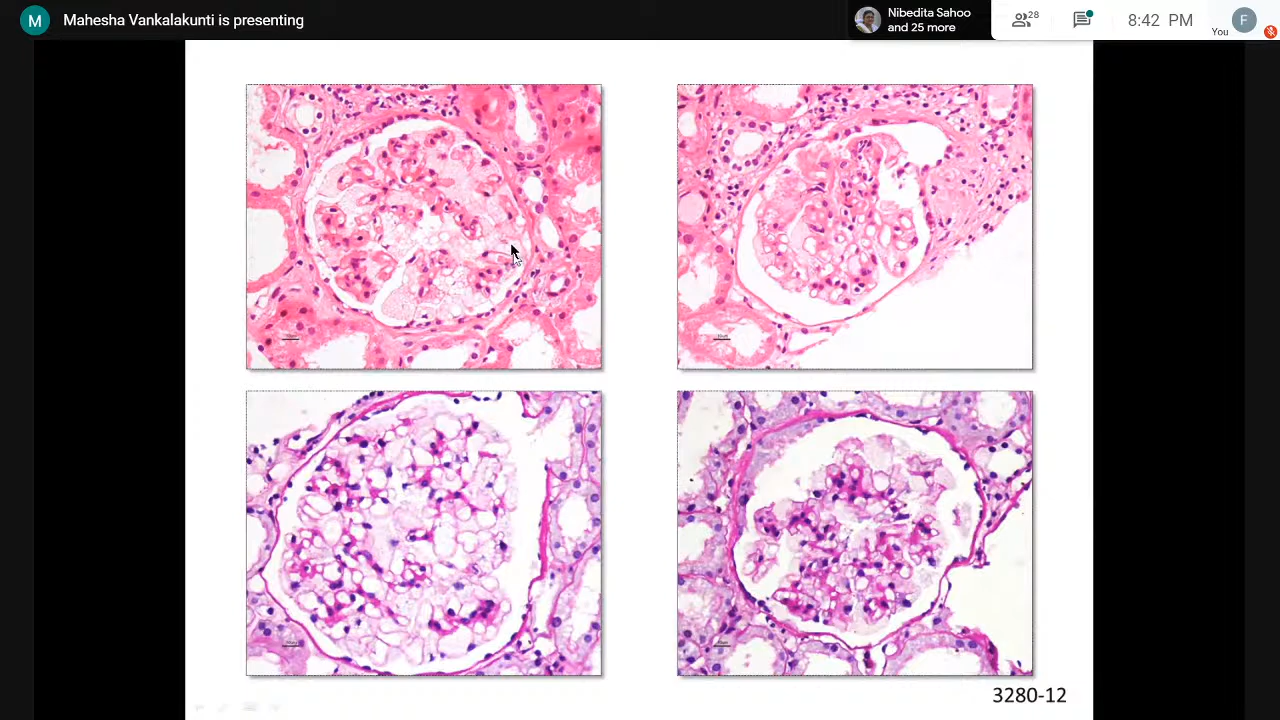 M Mahesha Vankalakunti is presenting
Nibedita Sahoo
and 25 more
28
8:42 PM
You
F
3280-12